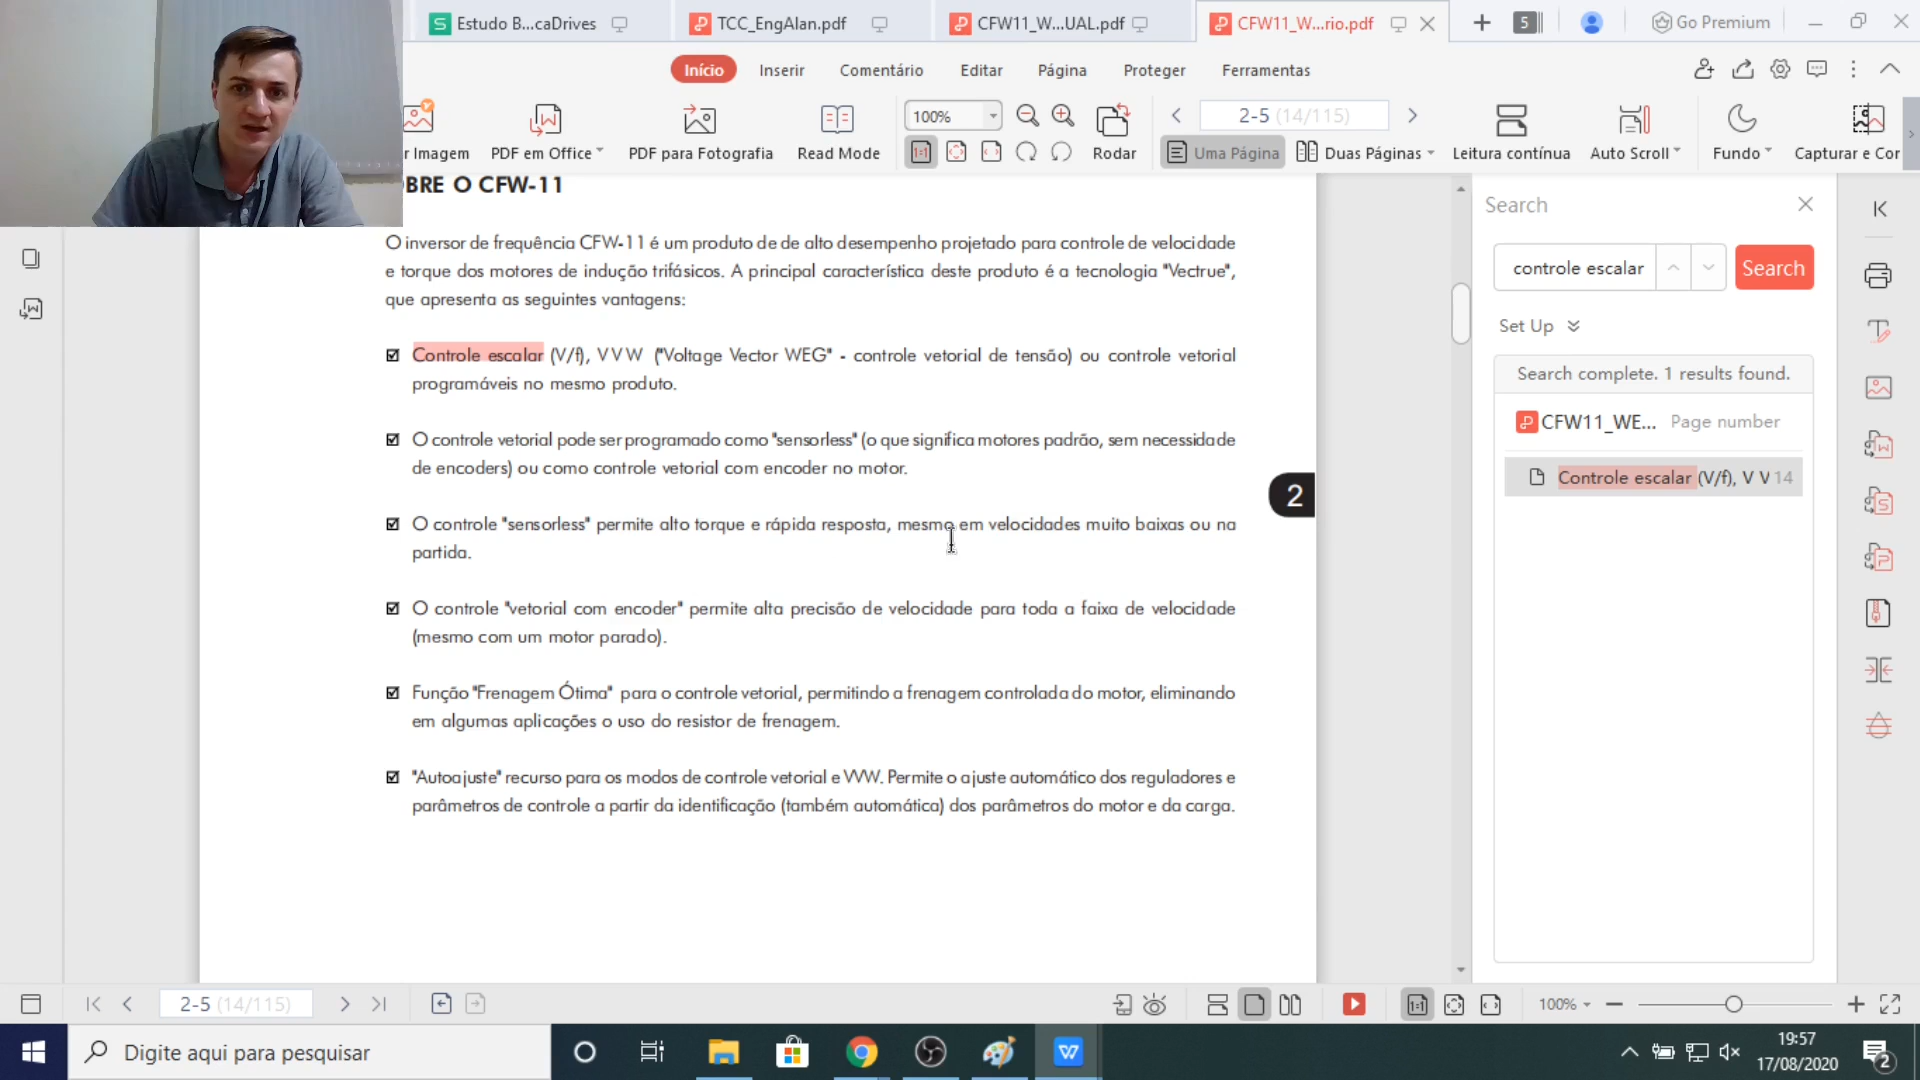 Estudo B...caDrives
TCC_EngAlan.pdf
CFW11_W...UAL.pdf
CFW11_W...rio.pdf
5
Go Premium
Início
Inserir
Comentário
Editar
Página
Proteger
Ferramentas
r Imagem
PDF em Office
PDF para Fotografia
Read Mode
100%
Rodar
2-5 (14/115)
Uma Página
Duas Páginas
Leitura contínua
Auto Scroll
Fundo
Capturar e Cor
OBRE O CFW-11
O inversor de frequência CFW-11 é um produto de de alto desempenho projetado para controle de velocidade
e torque dos motores de indução trifásicos. A principal característica deste produto é a tecnologia "Vectrue",
que apresenta as seguintes vantagens:
Controle escalar (V/f), V V W ("Voltage Vector WEG" - controle vetorial de tensão) ou controle vetorial
programáveis no mesmo produto.
O controle vetorial pode ser programado como "sensorless" (o que significa motores padrão, sem necessidade
de encoders) ou como controle vetorial com encoder no motor.
O controle "sensorless" permite alto torque e rápida resposta, mesmo em velocidades muito baixas ou na
partida.
O controle "vetorial com encoder" permite alta precisão de velocidade para toda a faixa de velocidade
(mesmo com um motor parado).
Função "Frenagem Ótima" para o controle vetorial, permitindo a frenagem controlada do motor, eliminando
em algumas aplicações o uso do resistor de frenagem.
"Autoajuste" recurso para os modos de controle vetorial e VVW. Permite o ajuste automático dos reguladores e
parâmetros de controle a partir da identificação (também automática) dos parâmetros do motor e da carga.
2
Search
controle escalar
Search
Set Up
Search complete. 1 results found.
CFW11_WE... Page number
Controle escalar (V/f), V V 14
2-5 (14/115)
100%
Digite aqui para pesquisar
19:57
17/08/2020
2